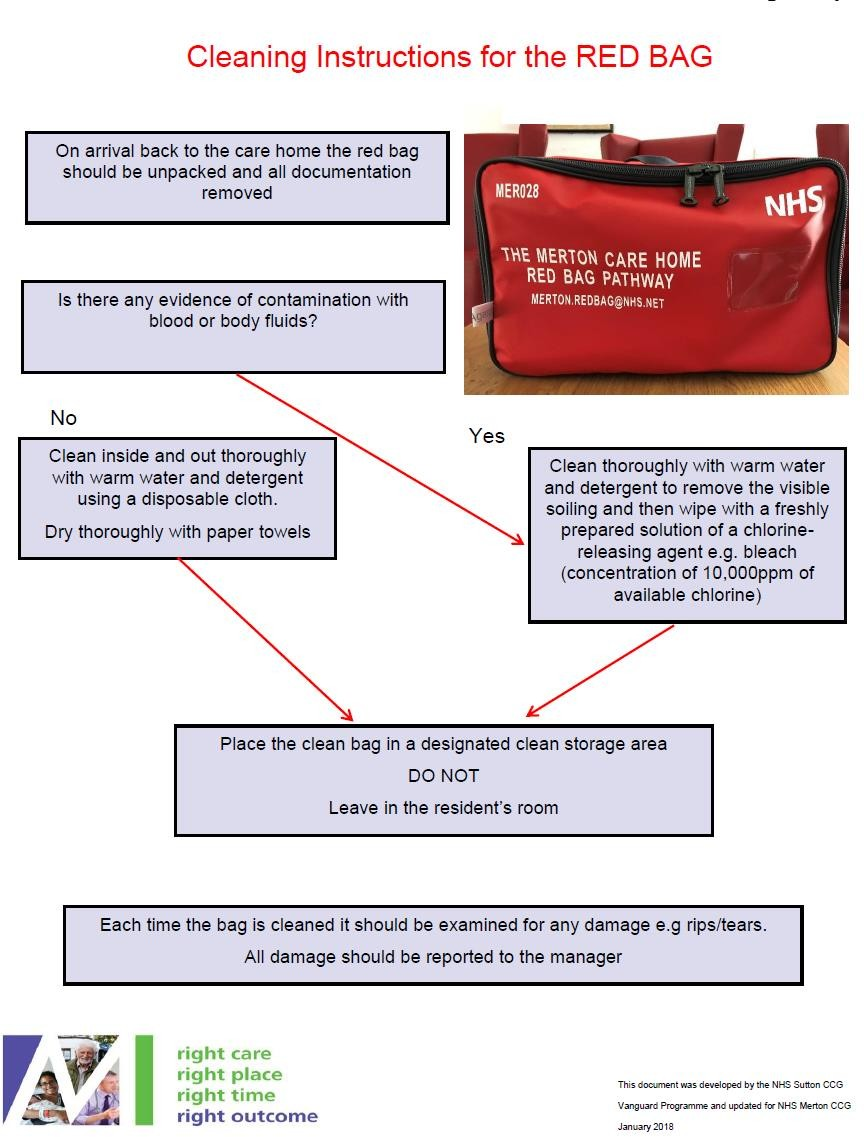 Cleaning Instructions for the RED BAG
On arrival back to the care home the red bag
should be unpacked and all documentation
removed
MER028
NHS
THE MERTON CARE HOME
RED BAG PATHWAY
MERTON.REDBAG@NHS.NET
Is there any evidence of contamination with
blood or body fluids?
No
Clean inside and out thoroughly
with warm water and detergent
using a disposable cloth.
Dry thoroughly with paper towels
Yes
Clean thoroughly with warm water
and detergent to remove the visible
soiling and then wipe with a freshly
prepared solution of a chlorine-
releasing agent e.g. bleach
(concentration of 10,000ppm of
available chlorine)
Place the clean bag in a designated clean storage area
DO NOT
Leave in the resident's room
Each time the bag is cleaned it should be examined for any damage e.g rips/tears.
All damage should be reported to the manager
right care
right place
right time
right outcome
This document was developed by the NHS Sutton CCG
Vanguard Programme and updated for NHS Merton CCG
January 2018